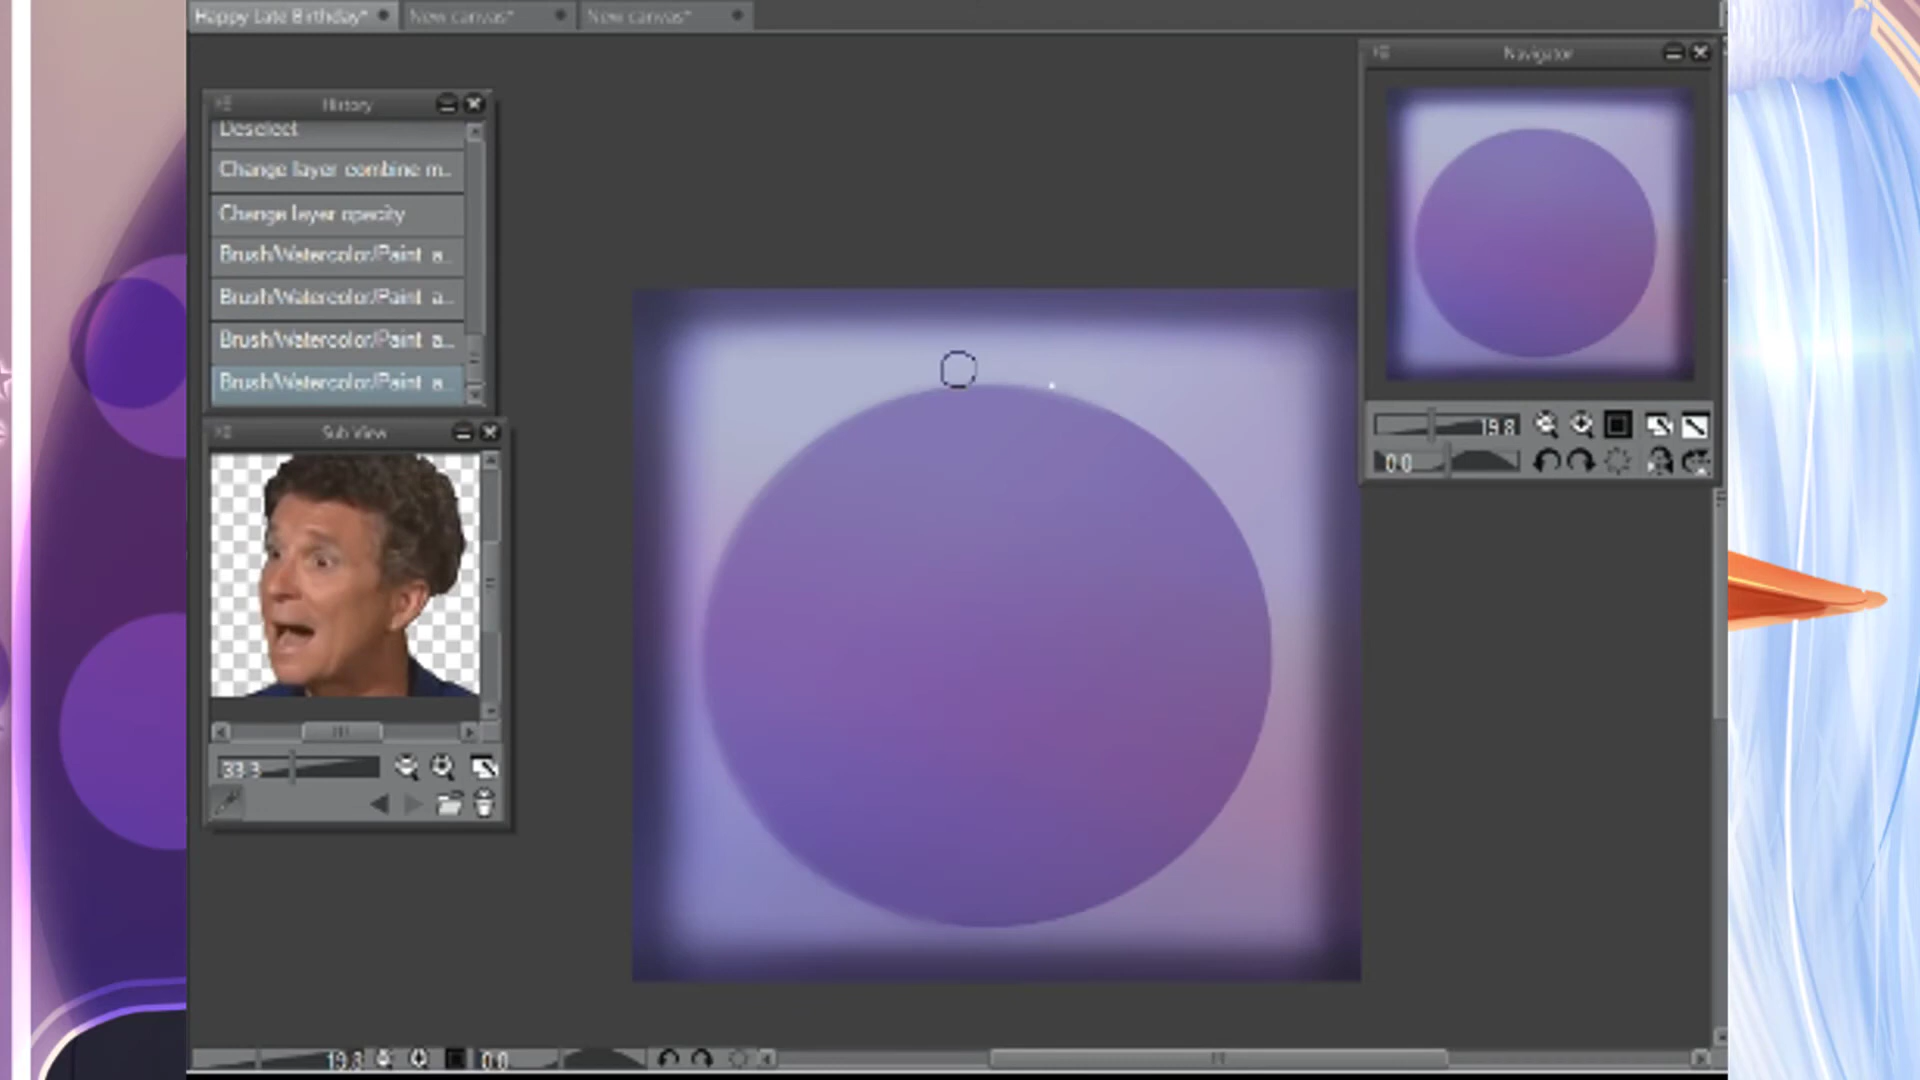 Happy Late Birthday*
New canvas*
New canvas*
Navigator
History
Deselect
Change layer combine m...
Change layer opacity
Brush/Watercolor/Paint a...
Brush/Watercolor/Paint a...
Brush/Watercolor/Paint a...
Brush/Watercolor/Paint a...
19.8
0.0
Sub View
33.3
19.8
0.0